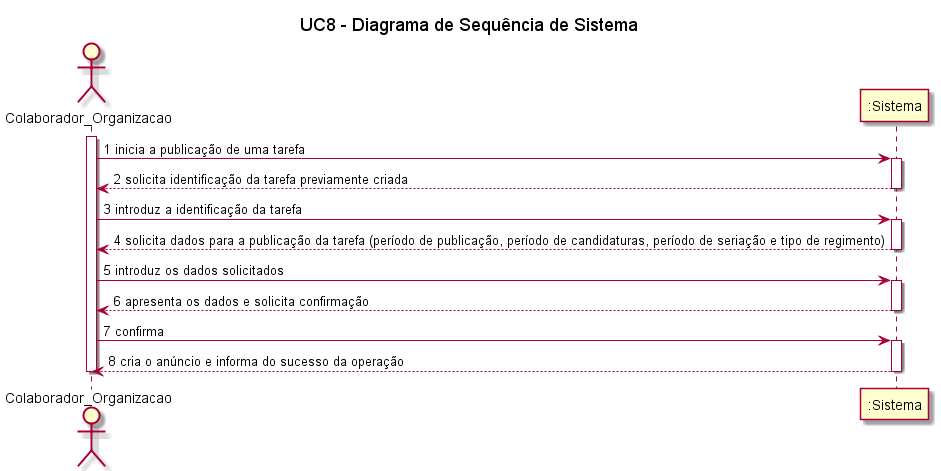 UC8 - Diagrama de Sequência de Sistema
Colaborador_Organizacao
:Sistema
1 inicia a publicação de uma tarefa
2 solicita identificação da tarefa previamente criada
3 introduz a identificação da tarefa
4 solicita dados para a publicação da tarefa (período de publicação, período de candidaturas, período de seriação e tipo de regimento)
5 introduz os dados solicitados
6 apresenta os dados e solicita confirmação
7 confirma
8 cria o anúncio e informa do sucesso da operação
Colaborador_Organizacao
:Sistema